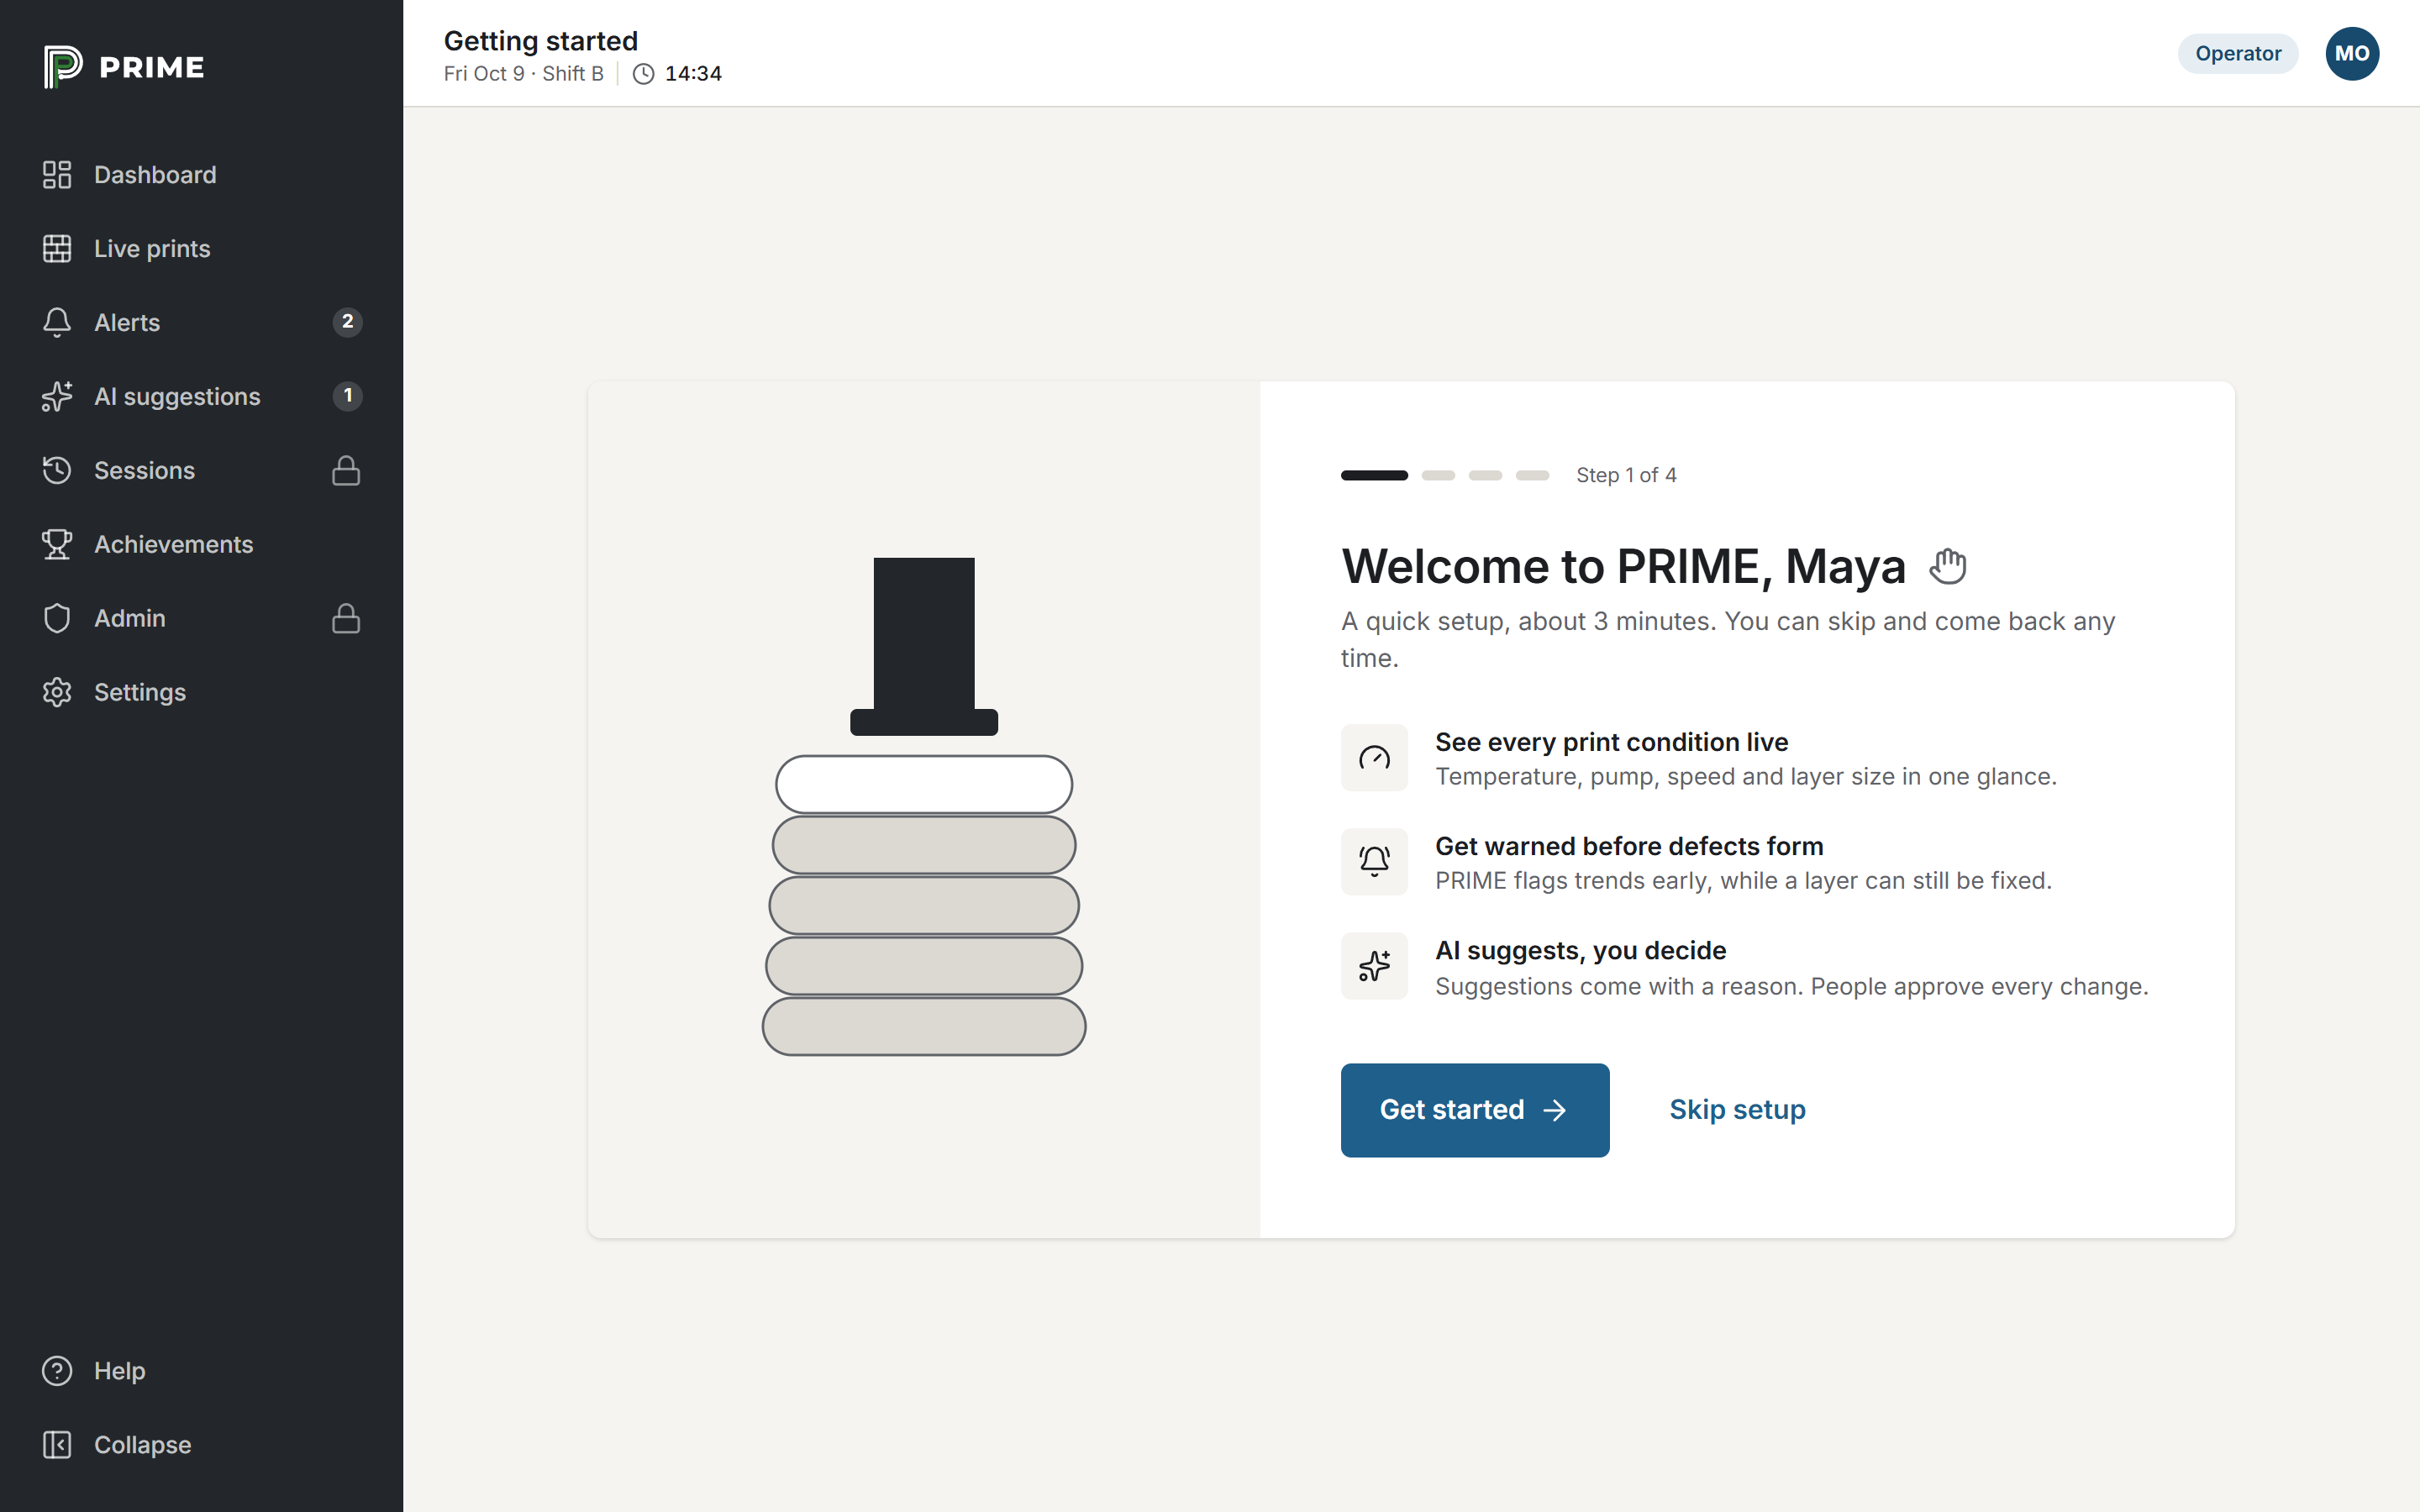 PRIME
Dashboard
Live prints
Alerts 2
AI suggestions 1
Sessions
Achievements
Admin
Settings
Help
Collapse
Getting started
Fri Oct 9 · Shift B 14:34
Operator MO
Step 1 of 4
Welcome to PRIME, Maya
A quick setup, about 3 minutes. You can skip and come back any
time.
See every print condition live
Temperature, pump, speed and layer size in one glance.
Get warned before defects form
PRIME flags trends early, while a layer can still be fixed.
AI suggests, you decide
Suggestions come with a reason. People approve every change.
Get started Skip setup